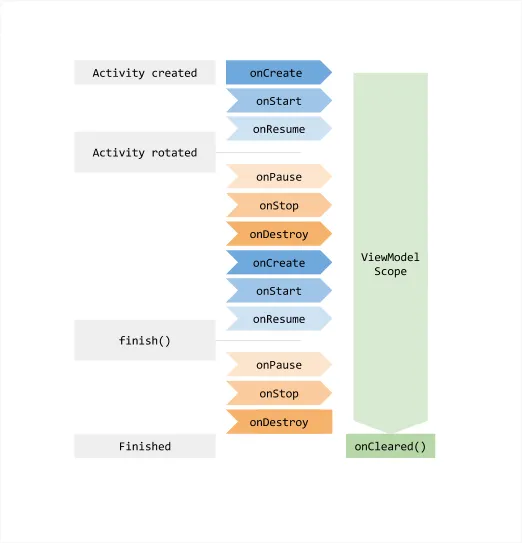 Activity created
onCreate
onStart
onResume
Activity rotated
onPause
onStop
onDestroy
onCreate
onStart
onResume
finish()
onPause
onStop
onDestroy
Finished
ViewModel
Scope
onCleared()